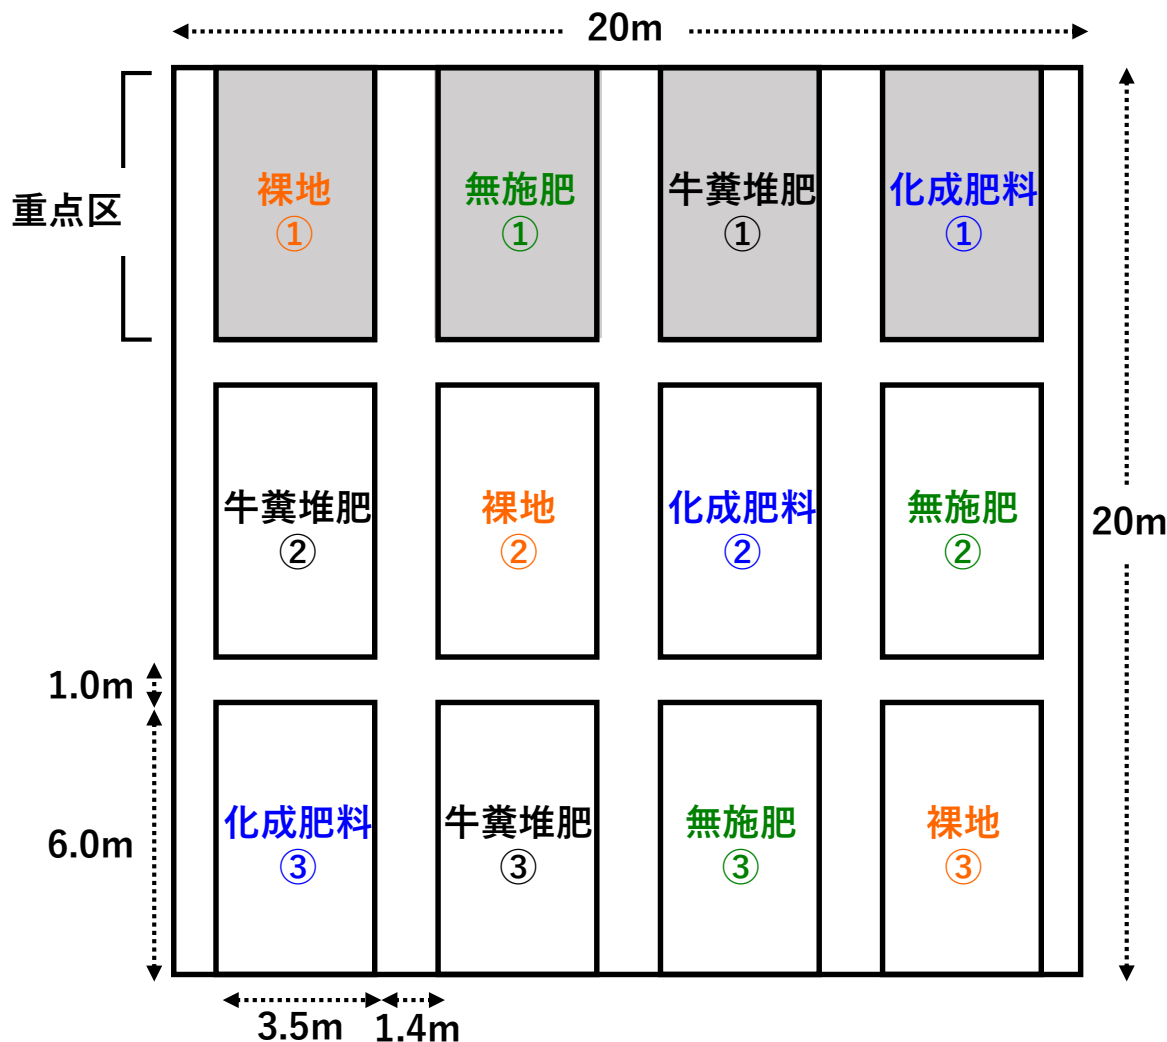 20m
重点区
裸地
①
無施肥
①
牛糞堆肥
①
化成肥料
①
牛糞堆肥
②
裸地
②
化成肥料
②
無施肥
②
20m
1.0m
6.0m
化成肥料
③
牛糞堆肥
③
無施肥
③
裸地
③
3.5m
1.4m